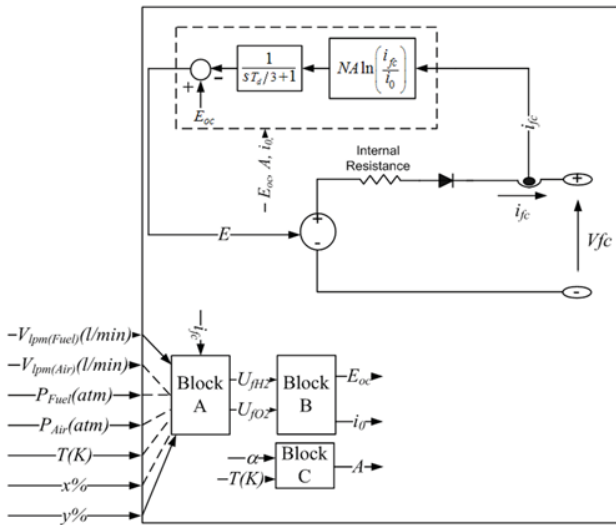 1
sT_d/3+1
NA ln(i_fc/i_0)
+
-
E_oc
E_oc, A, i_0,
i_fc
Internal
Resistance
+
i_fc
+
E
-
Vfc
-
i_fc
V_lpm(Fuel)(l/min)
V_lpm(Air)(l/min)
P_Fuel(atm)
P_Air(atm)
T(K)
x%
y%
Block
A
U_fH2
U_fO2
Block
B
E_oc
i_0
α
T(K)
Block
C
A